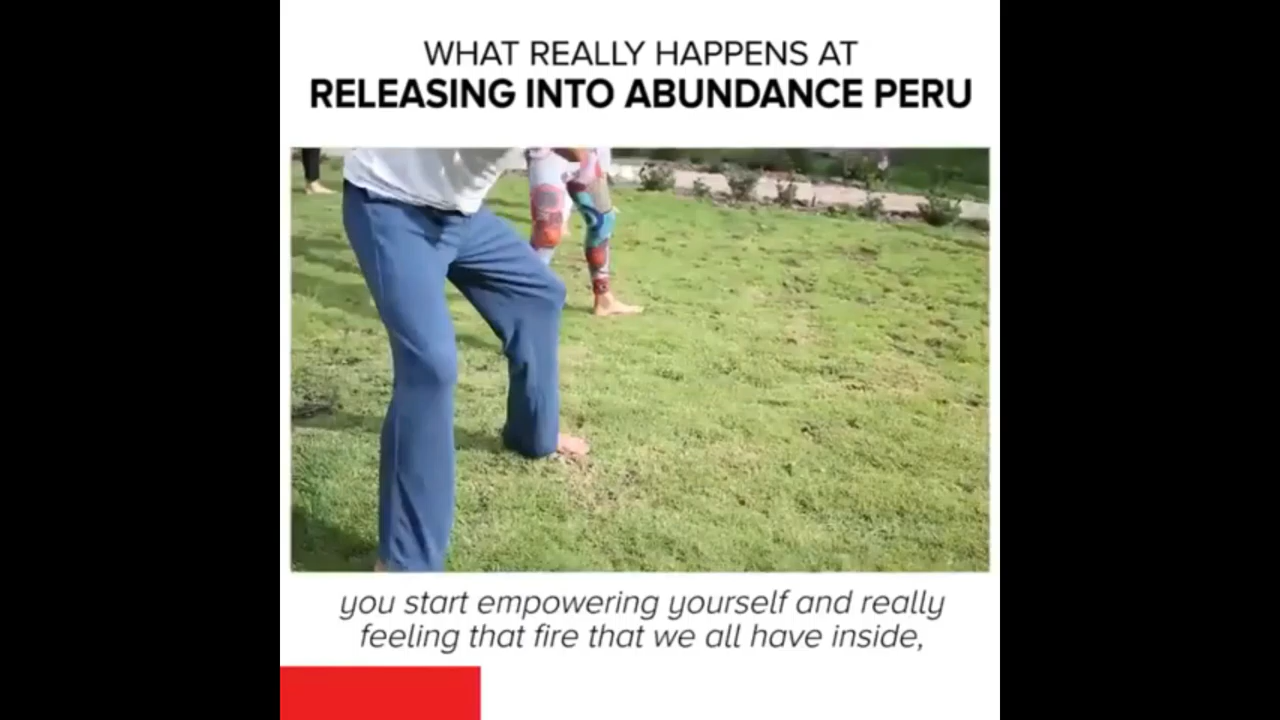 WHAT REALLY HAPPENS AT
RELEASING INTO ABUNDANCE PERU
you start empowering yourself and really
feeling that fire that we all have inside,